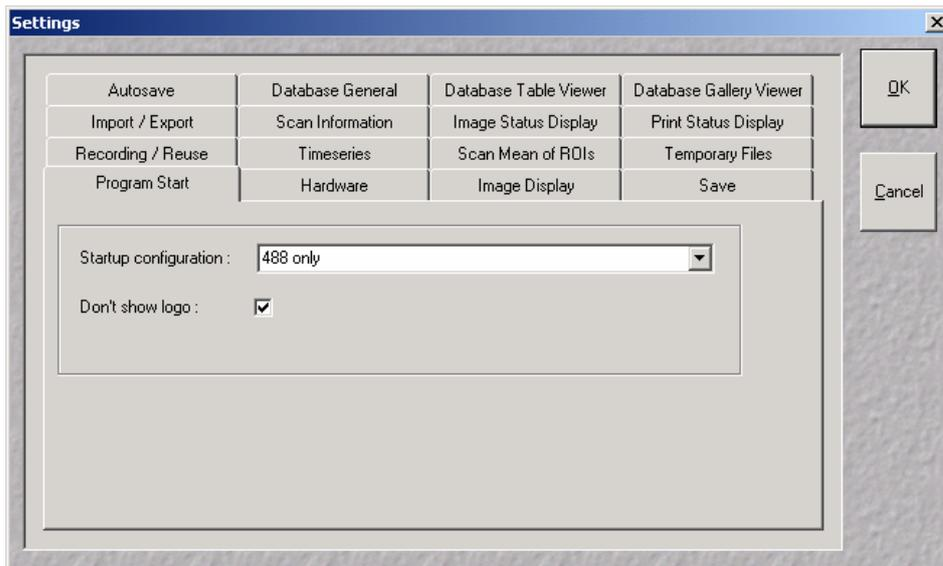 Settings
Autosave Database General Database Table Viewer Database Gallery Viewer
Import / Export Scan Information Image Status Display Print Status Display
Recording / Reuse Timeseries Scan Mean of ROIs Temporary Files
Program Start Hardware Image Display Save
OK
Cancel
Startup configuration : 488 only
Don't show logo :